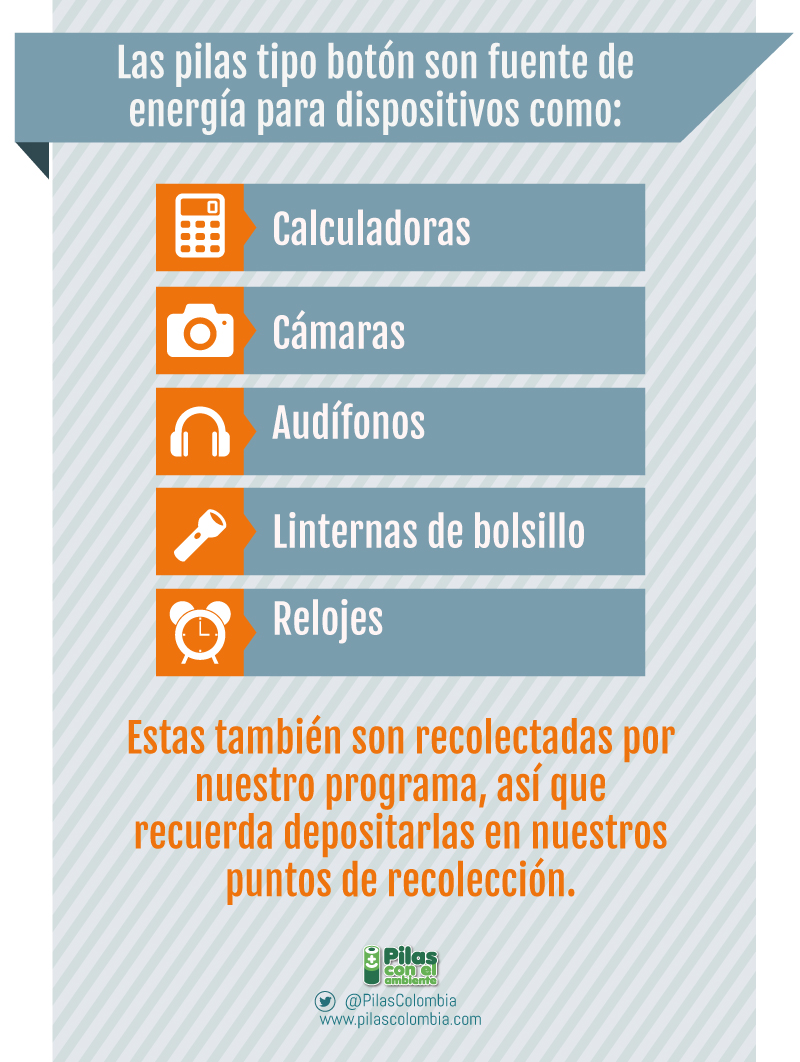 Las pilas tipo botón son fuente de
energía para dispositivos como:
Calculadoras
Cámaras
Audífonos
Linternas de bolsillo
Relojes
Estas también son recolectadas por
nuestro programa, así que
recuerda depositarlas en nuestros
puntos de recolección.
Pilas
con el
ambiente
@PilasColombia
www.pilascolombia.com